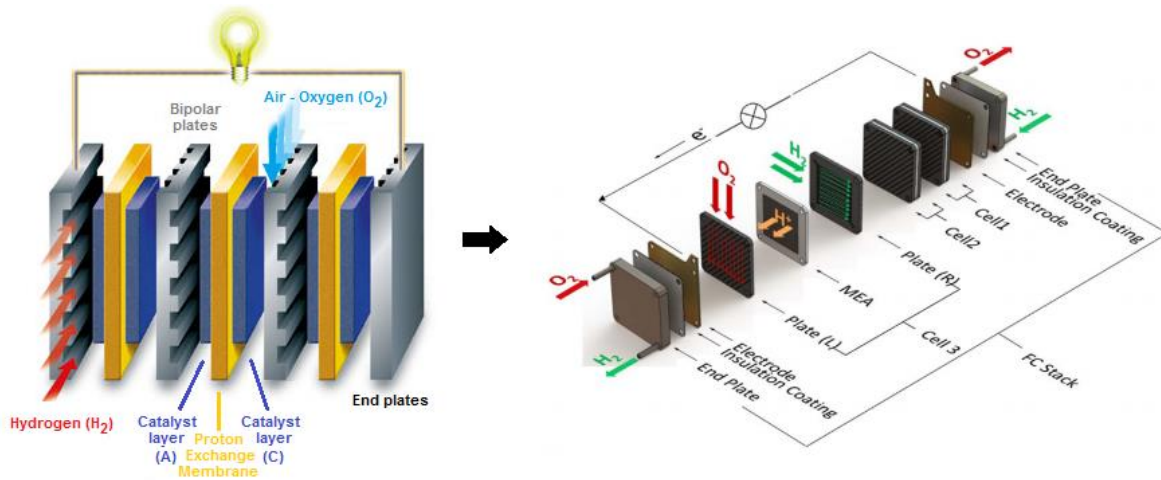 Bipolar
plates
Air - Oxygen (O2)
Hydrogen (H2)
Catalyst
layer
(A)
Proton
Exchange
Membrane
Catalyst
layer
(C)
End plates
O2
H2
e-
H2
O2
H+
O2
H2
End Plate
Insulation Coating
Electrode
Cell1
Cell2
Plate (R)
MEA
Plate (L)
Cell 3
FC Stack
Electrode
Insulation Coating
End Plate